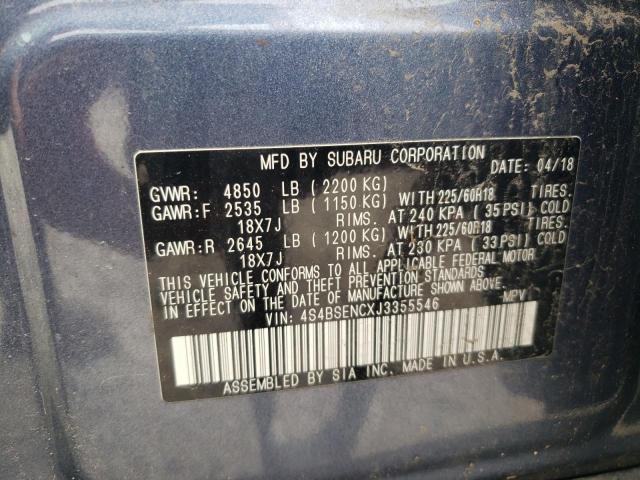 MFD BY SUBARU CORPORATION DATE: 04/18
GVWR: 4850 LB ( 2200 KG)
GAWR:F 2535 LB ( 1150 KG) WITH 225/60R18 TIRES.
18X7J RIMS. AT 240 KPA ( 35 PSI) COLD
GAWR:R 2645 LB ( 1200 KG) WITH 225/60R18 TIRES.
18X7J RIMS. AT 230 KPA ( 33 PSI) COLD
THIS VEHICLE CONFORMS TO ALL APPLICABLE FEDERAL MOTOR
VEHICLE SAFETY AND THEFT PREVENTION STANDARDS
IN EFFECT ON THE DATE OF MANUFACTURE SHOWN ABOVE.
VIN: 4S4BSENCXJ3355546 MPV
ASSEMBLED BY SIA INC. MADE IN U.S.A.